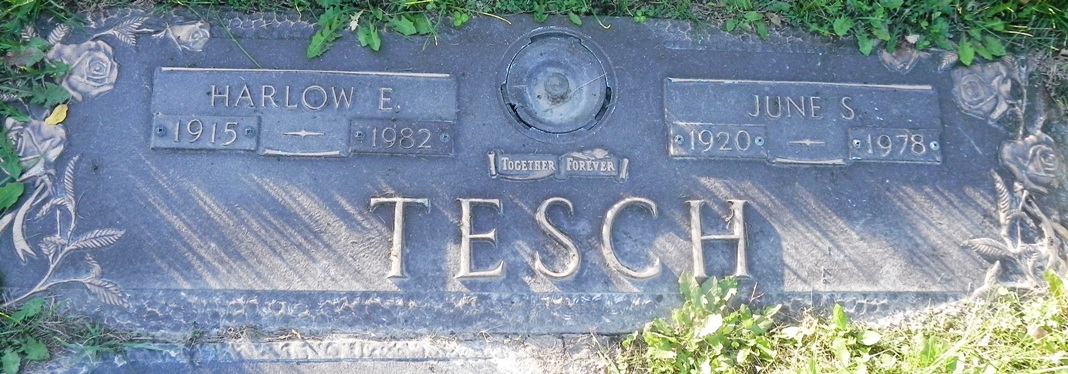 HARLOW E.
1915 1982
JUNE S.
1920 1978
TOGETHER FOREVER
TESCH